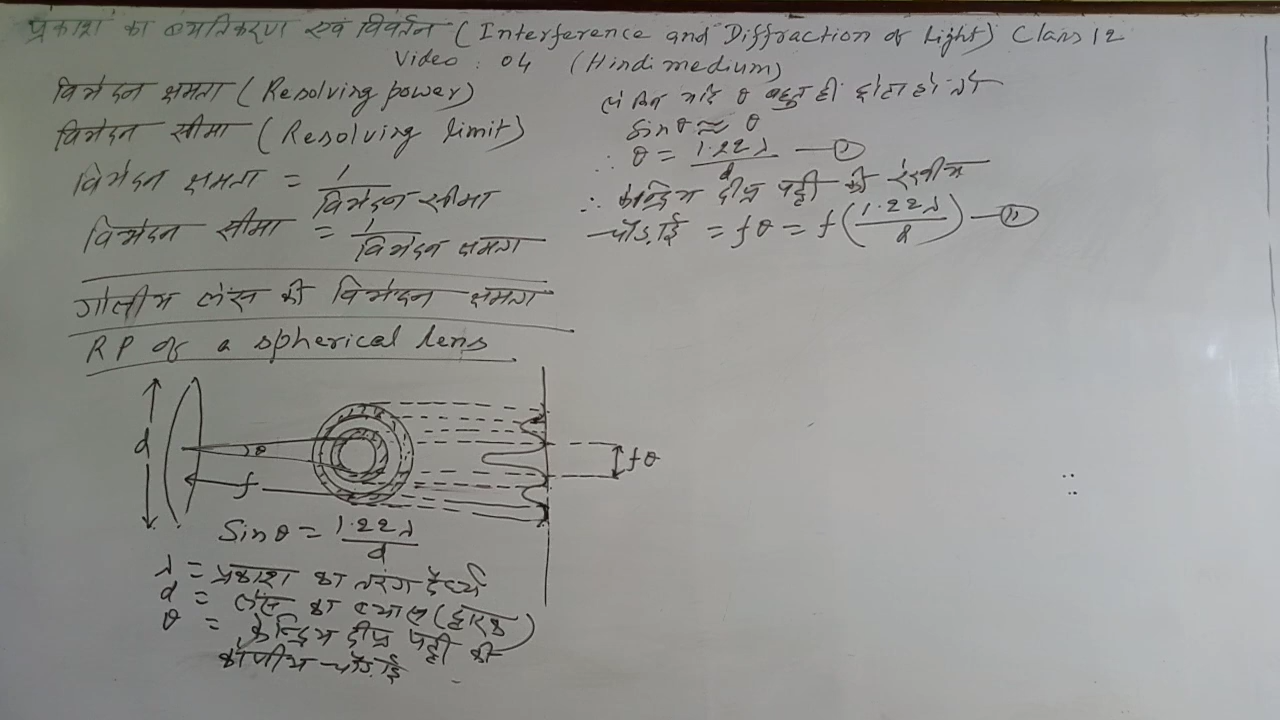 प्रकाश का व्यतिकरण एवं विवर्तन (Interference and Diffraction of Light) Class 12
Video : 04 (Hindi medium)
विभेदन क्षमता (Resolving power)
विभेदन सीमा (Resolving limit)
विभेदन क्षमता = 1/विभेदन सीमा
विभेदन सीमा = 1/विभेदन क्षमता
गोलीय लेंस की विभेदन क्षमता
RP of a spherical lens
d
θ
f
fθ
Sinθ = 1.22λ/d
λ = प्रकाश का तरंग दैर्ध्य
d = लेंस का व्यास (द्वारक)
θ = केन्द्रिय दीप्त पट्टी की
कोणीय चौड़ाई
लेकिन यदि θ बहुत ही छोटा हो तो
Sinθ ≈ θ
∴ θ = 1.22λ/d —(I)
∴ केन्द्रिय दीप्त पट्टी की रेखीय
चौड़ाई = fθ = f(1.22λ/d) —(II)